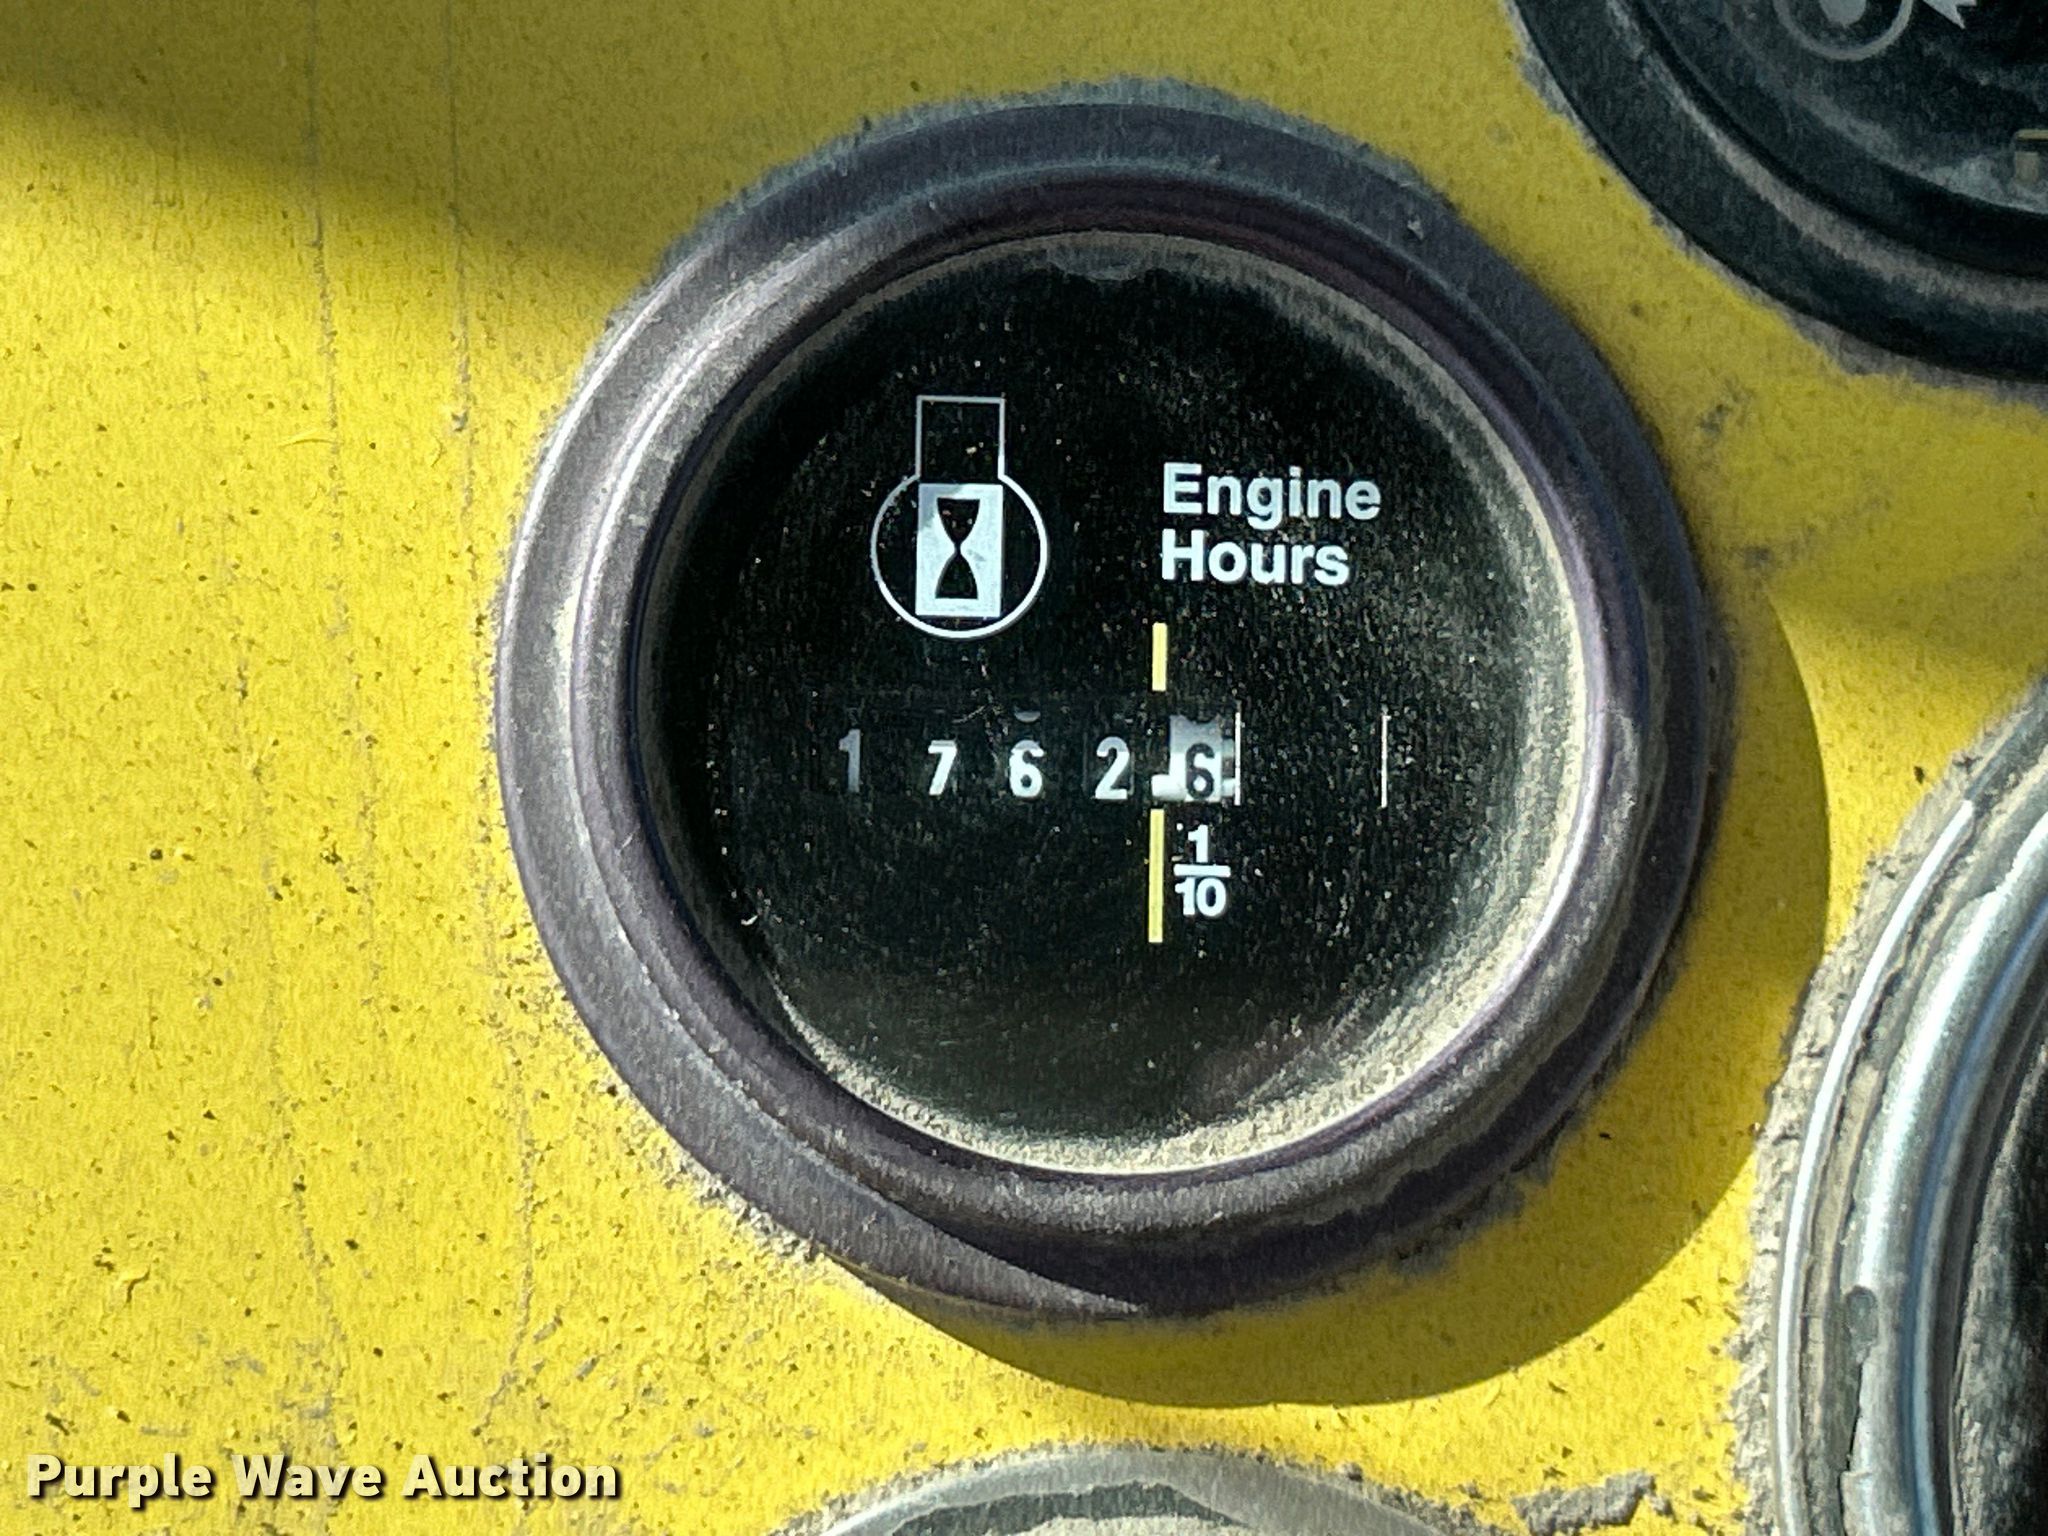 Engine
Hours
1 7 6 2 6
1
10
Purple Wave Auction